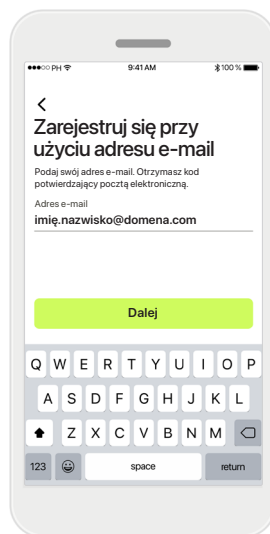 PH 9:41 AM 100 %
Zarejestruj się przy
użyciu adresu e-mail
Podaj swój adres e-mail. Otrzymasz kod
potwierdzający pocztą elektroniczną.
Adres e-mail
imię.nazwisko@domena.com
Dalej
Q W E R T Y U I O P
A S D F G H J K L
Z X C V B N M
123 space return